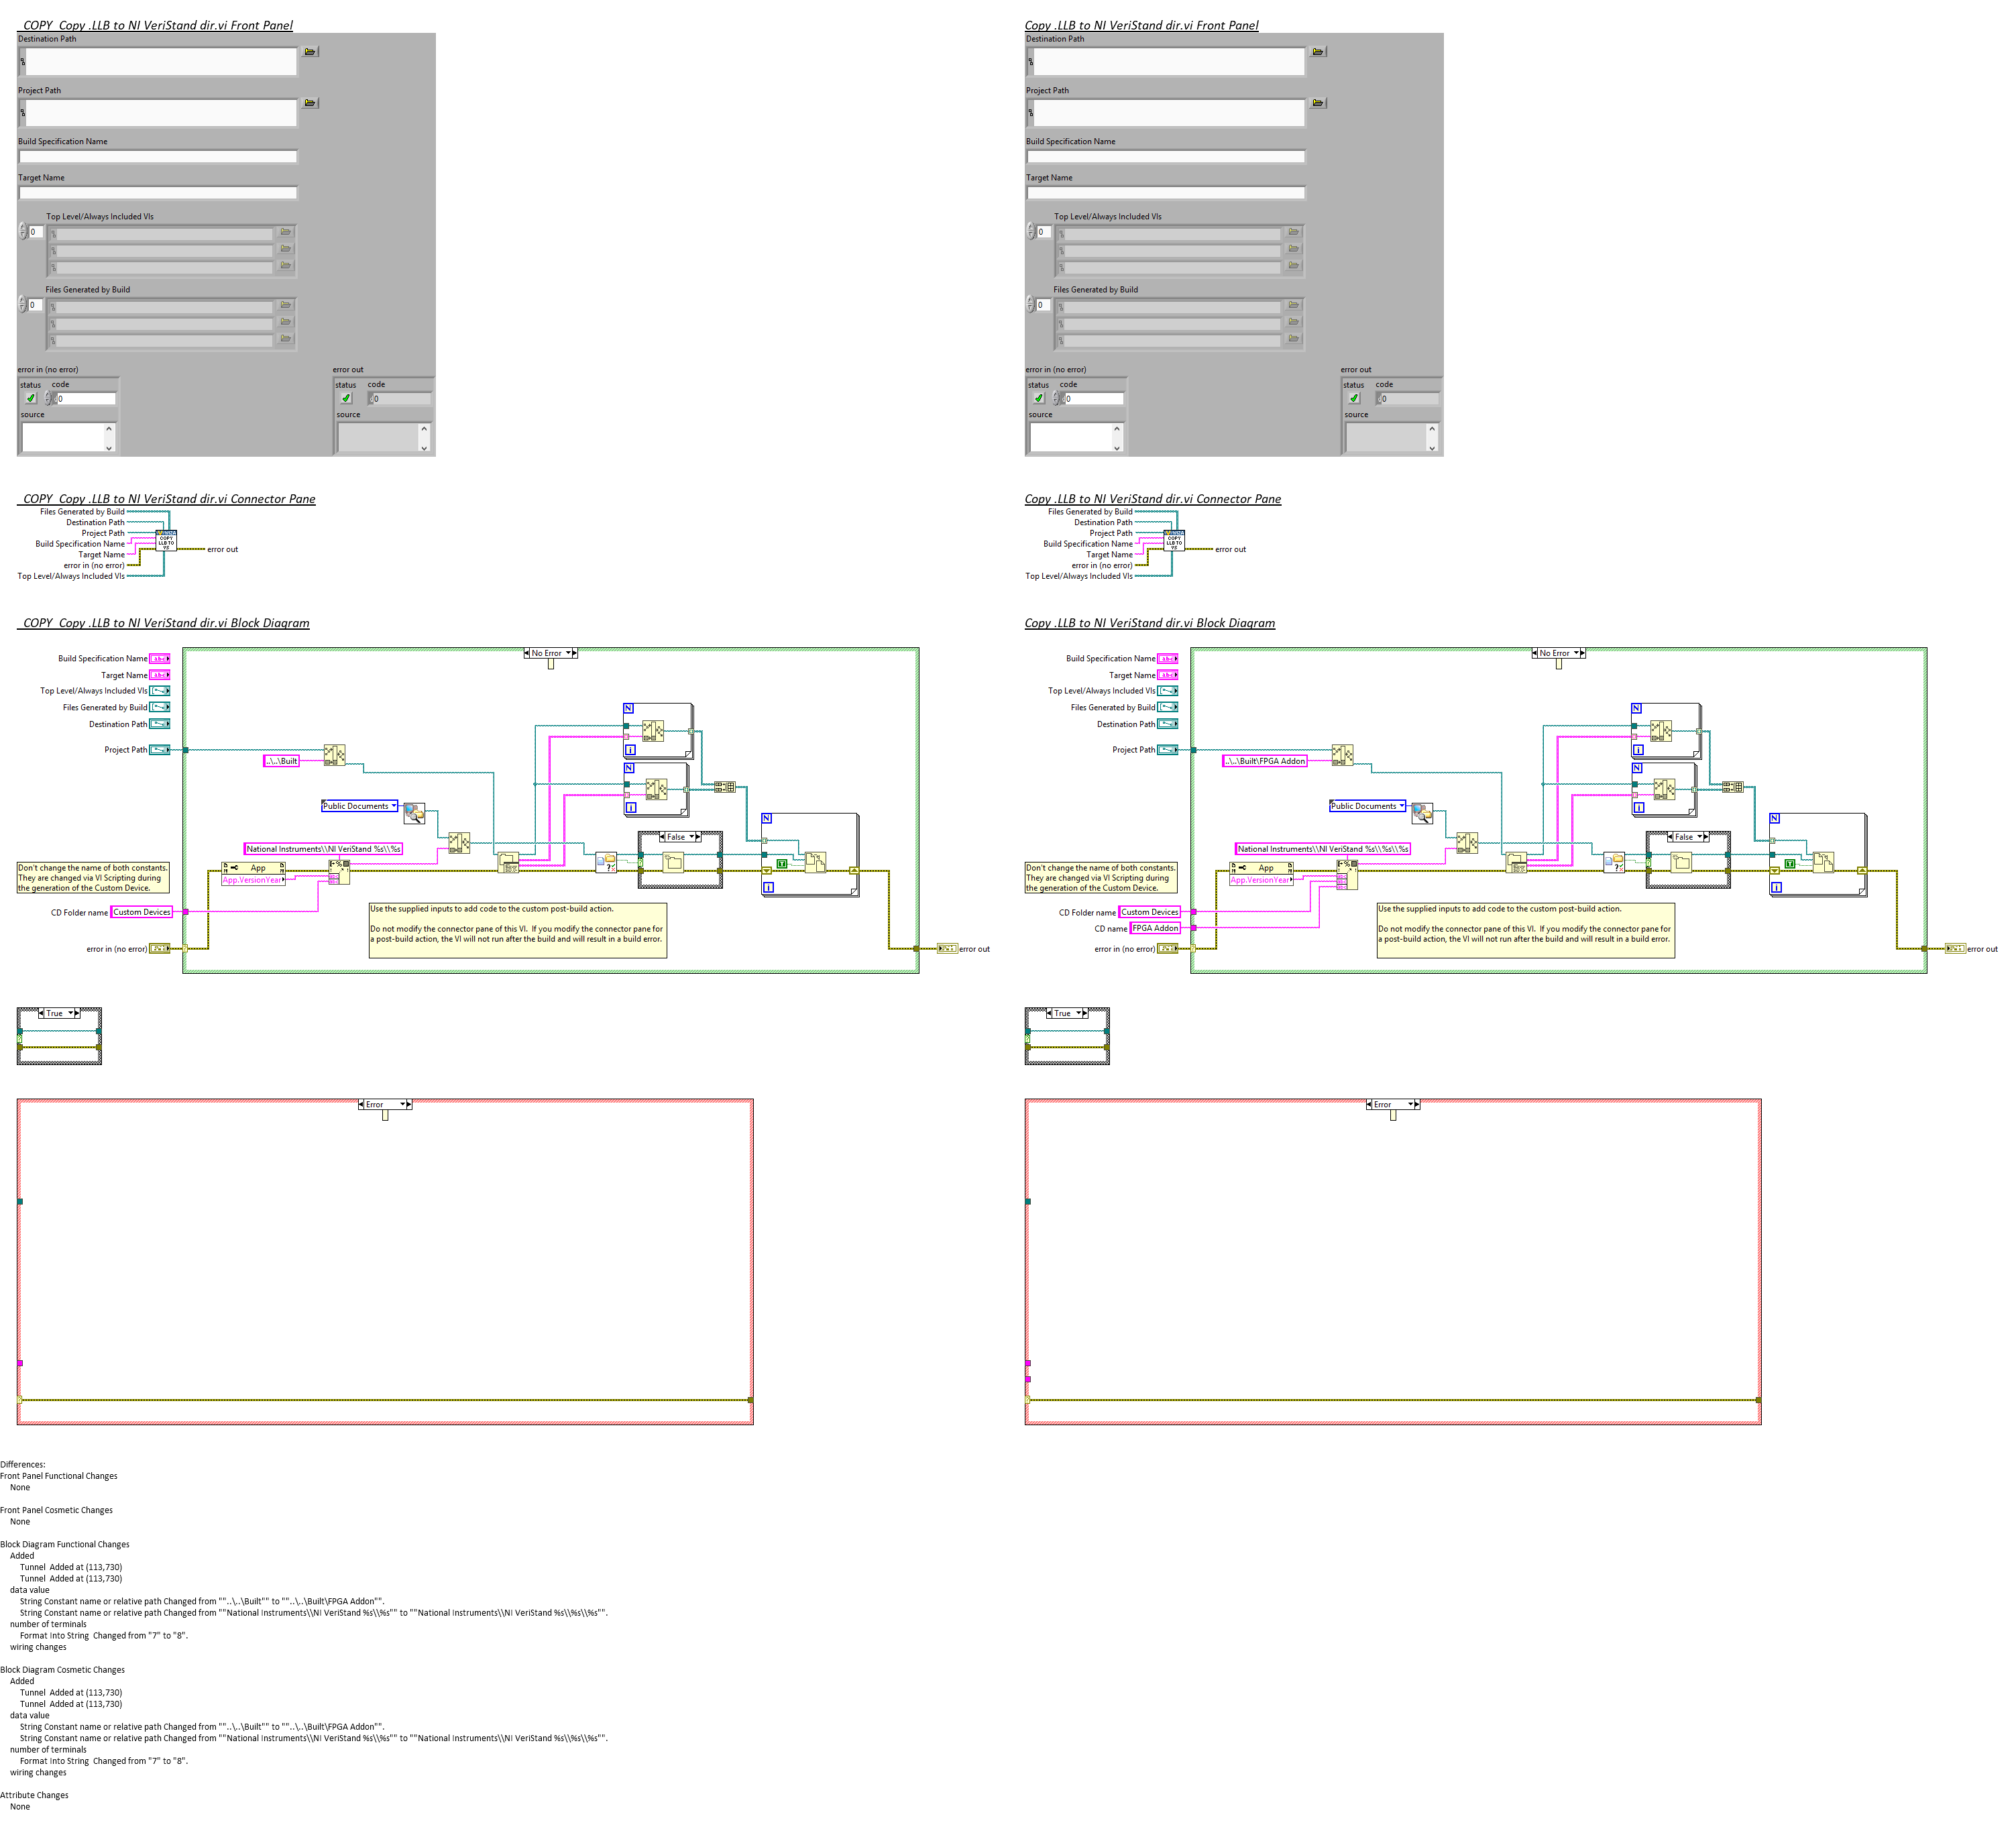 _COPY_Copy .LLB to NI VeriStand dir.vi Front Panel
Destination Path
Project Path
Build Specification Name
Target Name
Top Level/Always Included VIs
0
Files Generated by Build
0
error in (no error)
error out
status code
0
source
status code
0
source
_COPY_Copy .LLB to NI VeriStand dir.vi Connector Pane
Files Generated by Build
Destination Path
Project Path
Build Specification Name
Target Name
error in (no error)
Top Level/Always Included VIs
COPY
LLB TO
VS
error out
_COPY_Copy .LLB to NI VeriStand dir.vi Block Diagram
No Error
Build Specification Name
abc
Target Name
abc
Top Level/Always Included VIs
Files Generated by Build
Destination Path
Project Path
..\..\Built
N
i
N
i
Public Documents
N
National Instruments\\NI VeriStand %s\\%s
False
T
i
Don't change the name of both constants.
They are changed via VI Scripting during
the generation of the Custom Device.
App
App.VersionYear
CD Folder name
Custom Devices
Use the supplied inputs to add code to the custom post-build action.
Do not modify the connector pane of this VI. If you modify the connector pane for
a post-build action, the VI will not run after the build and will result in a build error.
error in (no error)
error out
True
Error
Copy .LLB to NI VeriStand dir.vi Front Panel
Destination Path
Project Path
Build Specification Name
Target Name
Top Level/Always Included VIs
0
Files Generated by Build
0
error in (no error)
error out
status code
0
source
status code
0
source
Copy .LLB to NI VeriStand dir.vi Connector Pane
Files Generated by Build
Destination Path
Project Path
Build Specification Name
Target Name
error in (no error)
Top Level/Always Included VIs
COPY
LLB TO
VS
error out
Copy .LLB to NI VeriStand dir.vi Block Diagram
No Error
Build Specification Name
abc
Target Name
abc
Top Level/Always Included VIs
Files Generated by Build
Destination Path
Project Path
..\..\Built\FPGA Addon
N
i
N
i
Public Documents
N
National Instruments\\NI VeriStand %s\\%s\\%s
False
T
i
Don't change the name of both constants.
They are changed via VI Scripting during
the generation of the Custom Device.
App
App.VersionYear
CD Folder name
Custom Devices
CD name
FPGA Addon
Use the supplied inputs to add code to the custom post-build action.
Do not modify the connector pane of this VI. If you modify the connector pane for
a post-build action, the VI will not run after the build and will result in a build error.
error in (no error)
error out
True
Error
Differences:
Front Panel Functional Changes
None
Front Panel Cosmetic Changes
None
Block Diagram Functional Changes
Added
Tunnel Added at (113,730)
Tunnel Added at (113,730)
data value
String Constant name or relative path Changed from ""..\..\Built"" to ""..\..\Built\FPGA Addon"".
String Constant name or relative path Changed from ""National Instruments\\NI VeriStand %s\\%s"" to ""National Instruments\\NI VeriStand %s\\%s\\%s"".
number of terminals
Format Into String Changed from "7" to "8".
wiring changes
Block Diagram Cosmetic Changes
Added
Tunnel Added at (113,730)
Tunnel Added at (113,730)
data value
String Constant name or relative path Changed from ""..\..\Built"" to ""..\..\Built\FPGA Addon"".
String Constant name or relative path Changed from ""National Instruments\\NI VeriStand %s\\%s"" to ""National Instruments\\NI VeriStand %s\\%s\\%s"".
number of terminals
Format Into String Changed from "7" to "8".
wiring changes
Attribute Changes
None